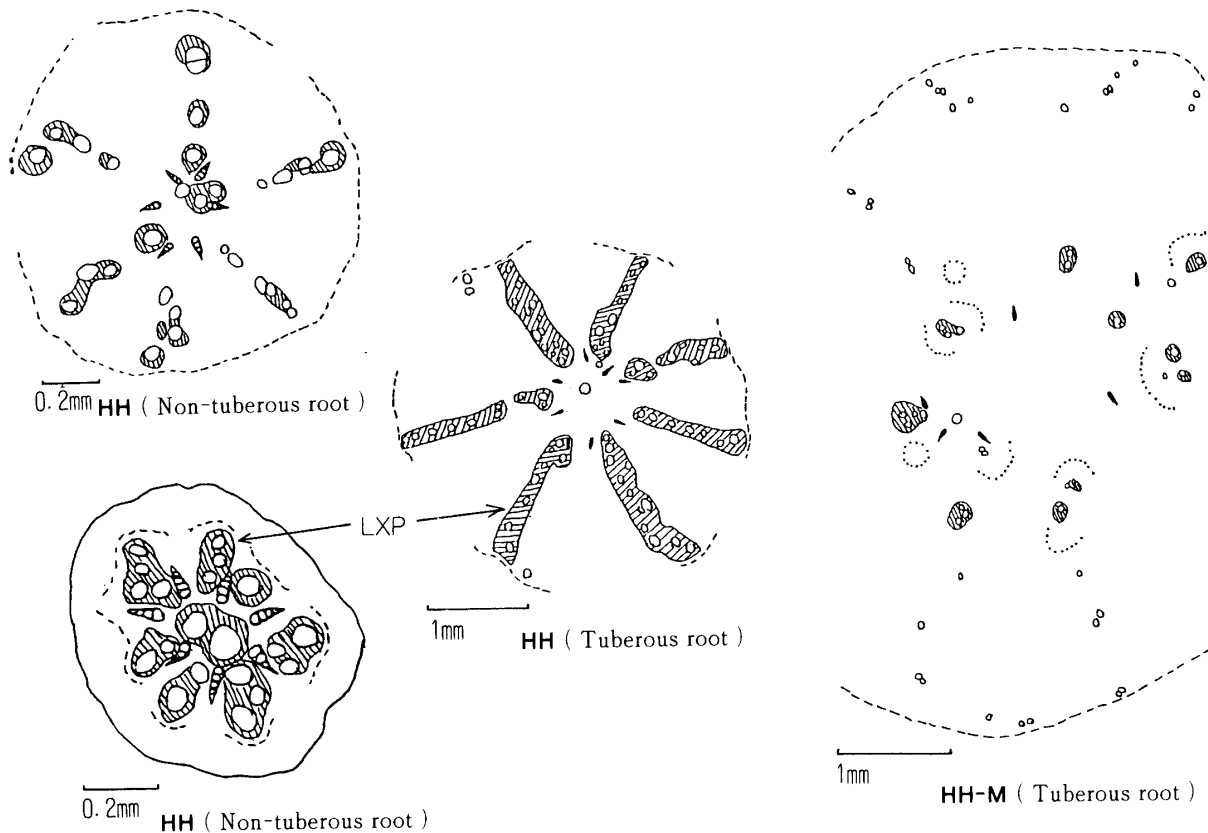 0.2mm HH ( Non-tuberous root )
LXP
1mm
HH ( Tuberous root )
0.2mm
HH ( Non-tuberous root )
1mm
HH-M ( Tuberous root )